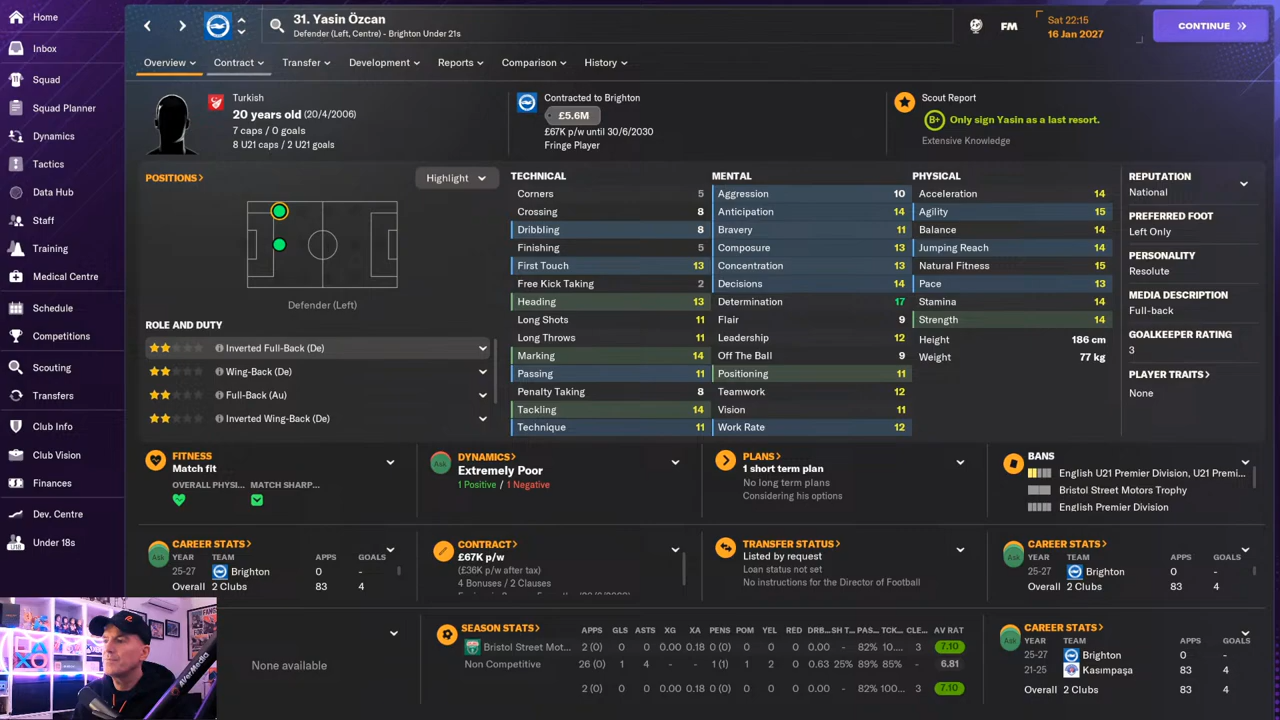 Home
Inbox
Squad
Squad Planner
Dynamics
Tactics
Data Hub
Staff
Training
Medical Centre
Schedule
Competitions
Scouting
Transfers
Club Info
Club Vision
Finances
Dev. Centre
Under 18s
31. Yasin Özcan
Defender (Left, Centre) - Brighton Under 21s
FM
Sat 22:15
16 Jan 2027
CONTINUE
Overview
Contract
Transfer
Development
Reports
Comparison
History
Turkish
20 years old (20/4/2006)
7 caps / 0 goals
8 U21 caps / 2 U21 goals
Contracted to Brighton
£5.6M
£67K p/w until 30/6/2030
Fringe Player
Scout Report
B+ Only sign Yasin as a last resort.
Extensive Knowledge
POSITIONS
Highlight
Defender (Left)
ROLE AND DUTY
Inverted Full-Back (De)
Wing-Back (De)
Full-Back (Au)
Inverted Wing-Back (De)
TECHNICAL
Corners 5
Crossing 8
Dribbling 8
Finishing 5
First Touch 13
Free Kick Taking 2
Heading 13
Long Shots 11
Long Throws 11
Marking 14
Passing 11
Penalty Taking 8
Tackling 14
Technique 11
MENTAL
Aggression 10
Anticipation 14
Bravery 11
Composure 13
Concentration 13
Decisions 14
Determination 17
Flair 9
Leadership 12
Off The Ball 9
Positioning 11
Teamwork 12
Vision 11
Work Rate 12
PHYSICAL
Acceleration 14
Agility 15
Balance 14
Jumping Reach 14
Natural Fitness 15
Pace 13
Stamina 14
Strength 14
Height 186 cm
Weight 77 kg
REPUTATION
National
PREFERRED FOOT
Left Only
PERSONALITY
Resolute
MEDIA DESCRIPTION
Full-back
GOALKEEPER RATING
3
PLAYER TRAITS
None
FITNESS
Match fit
OVERALL PHYSI... MATCH SHARP...
Ask
DYNAMICS
Extremely Poor
1 Positive / 1 Negative
PLANS
1 short term plan
No long term plans
Considering his options
BANS
English U21 Premier Division, U21 Premi...
Bristol Street Motors Trophy
English Premier Division
Ask
CAREER STATS
YEAR TEAM APPS GOALS
25-27 Brighton 0 -
Overall 2 Clubs 83 4
CONTRACT
£67K p/w
(£36K p/w after tax)
4 Bonuses / 2 Clauses
TRANSFER STATUS
Listed by request
Loan status not set
No instructions for the Director of Football
Ask
CAREER STATS
YEAR TEAM APPS GOALS
25-27 Brighton 0 -
Overall 2 Clubs 83 4
None available
SEASON STATS APPS GLS ASTS XG XA PENS POM YEL RED DRB... SH T... PAS... TCK... CLE... AV RAT
Bristol Street Mot... 2 (0) 0 0 0.00 0.18 0 (0) 0 0 0 0.00 - 82% 10... 3 7.10
Non Competitive 26 (0) 1 4 - - 1 (1) 1 2 0 0.63 25% 89% 85% - 6.81
2 (0) 0 0 0.00 0.18 0 (0) 0 0 0 0.00 - 82% 100... 3 7.10
Ask
CAREER STATS
YEAR TEAM APPS GOALS
25-27 Brighton 0 -
21-25 Kasımpaşa 83 4
Overall 2 Clubs 83 4
AVerMedia